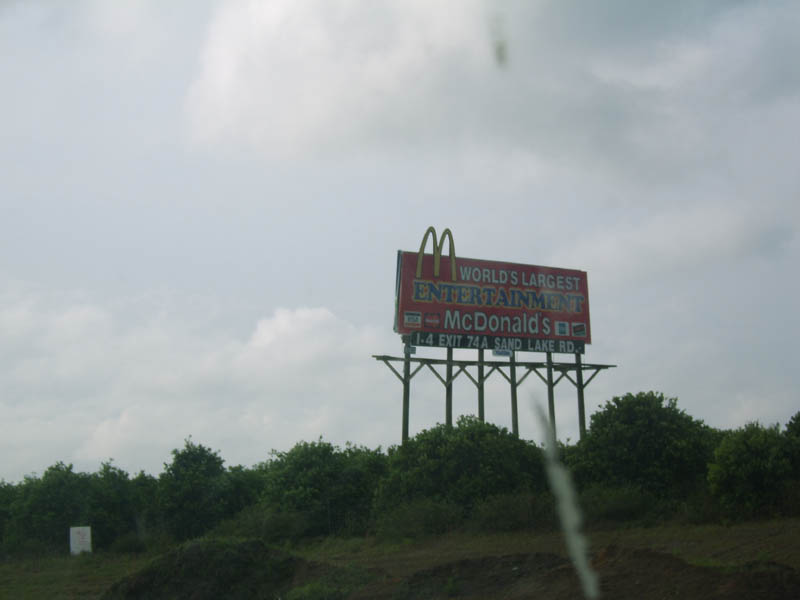 WORLD'S LARGEST
ENTERTAINMENT
McDonald's
I-4 EXIT 74A SAND LAKE RD.